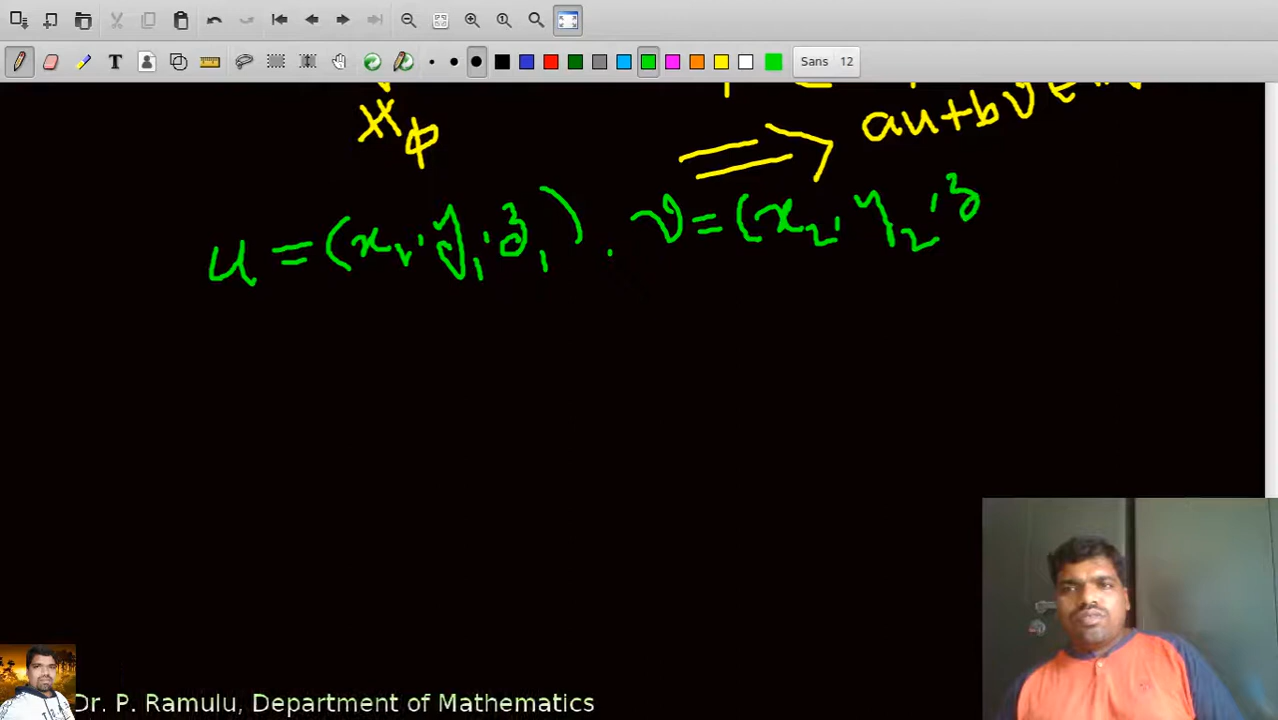 T Sans 12
≠ φ
⟹ au+bv ∈
u = (x₁, y₁, z₁), v = (x₂, y₂, z
Dr. P. Ramulu, Department of Mathematics